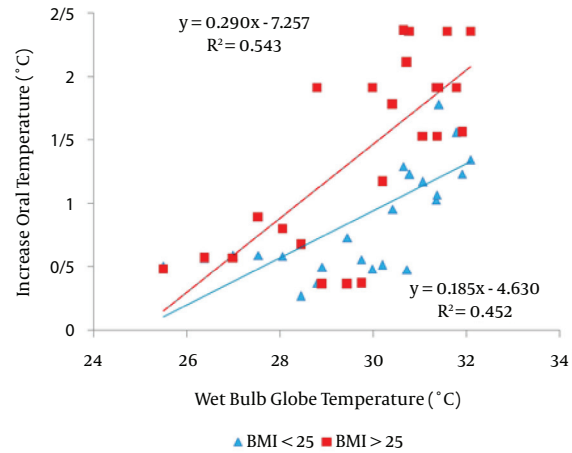 y = 0.290x - 7.257
R² = 0.543
2/5
2
1/5
1
0/5
0
Increase Oral Temperature (˚C)
y = 0.185x - 4.630
R² = 0.452
24 26 28 30 32 34
Wet Bulb Globe Temperature (˚C)
BMI < 25 BMI > 25